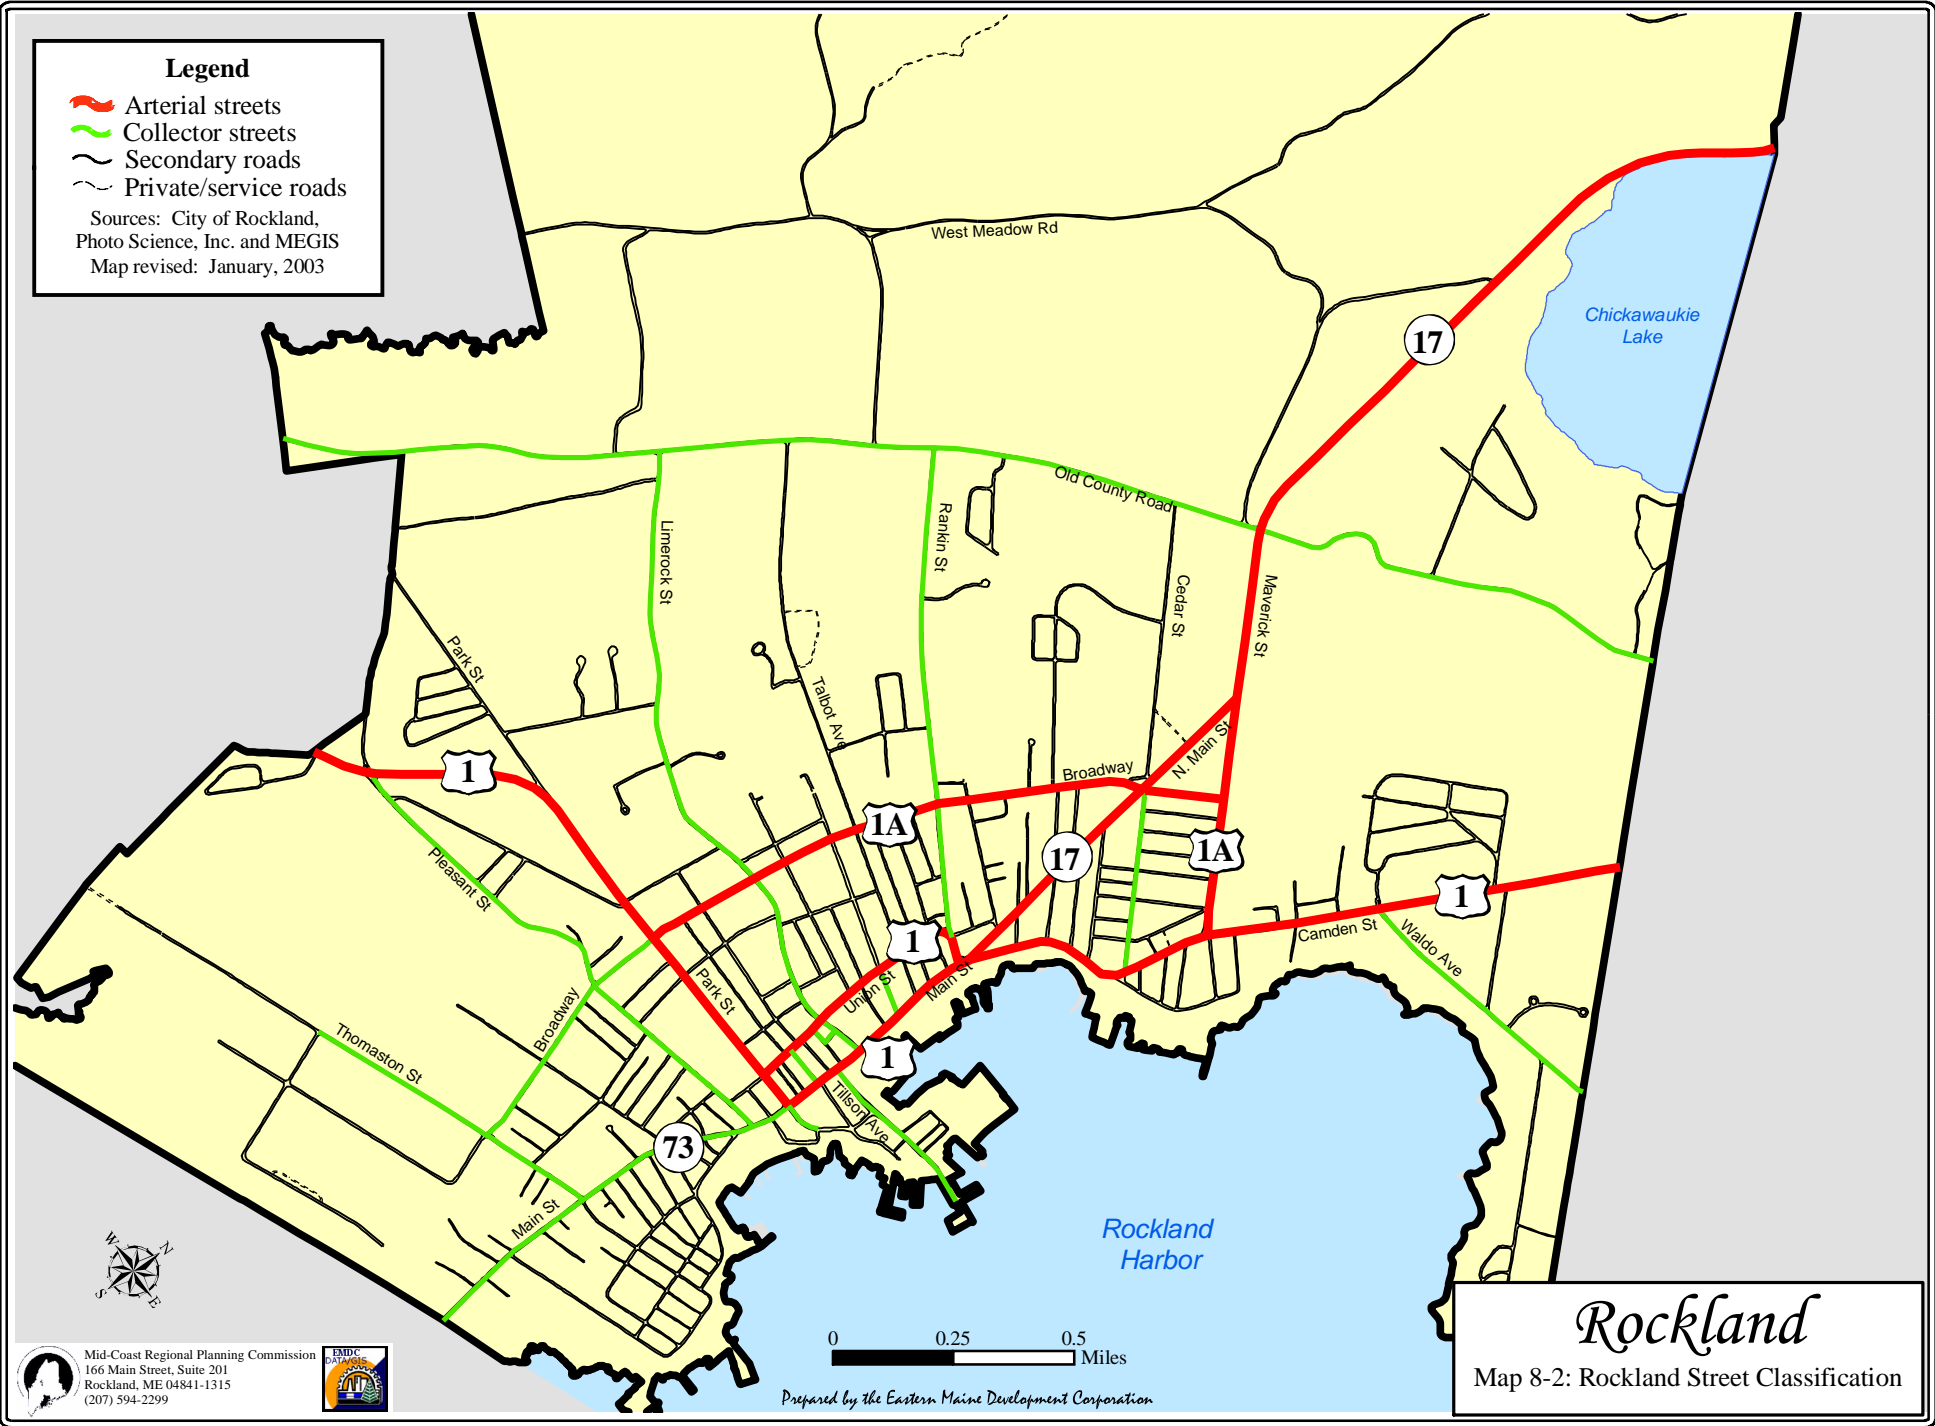 Legend
Arterial streets
Collector streets
Secondary roads
Private/service roads
Sources: City of Rockland,
Photo Science, Inc. and MEGIS
Map revised: January, 2003
West Meadow Rd
Chickawaukie
Lake
17
Old County Road
Limerock St
Rankin St
Cedar St
Maverick St
Park St
Talbot Ave
N. Main St
Broadway
1
1A
17
1A
1
Pleasant St
Camden St
Waldo Ave
1
Union St
Main St
Park St
Broadway
Thomaston St
1
Tillson Ave
73
Main St
Rockland
Harbor
W
N
S
E
0
0.25
0.5
Miles
Prepared by the Eastern Maine Development Corporation
Mid-Coast Regional Planning Commission
166 Main Street, Suite 201
Rockland, ME 04841-1315
(207) 594-2299
EMDC
DATA/GIS
Rockland
Map 8-2: Rockland Street Classification